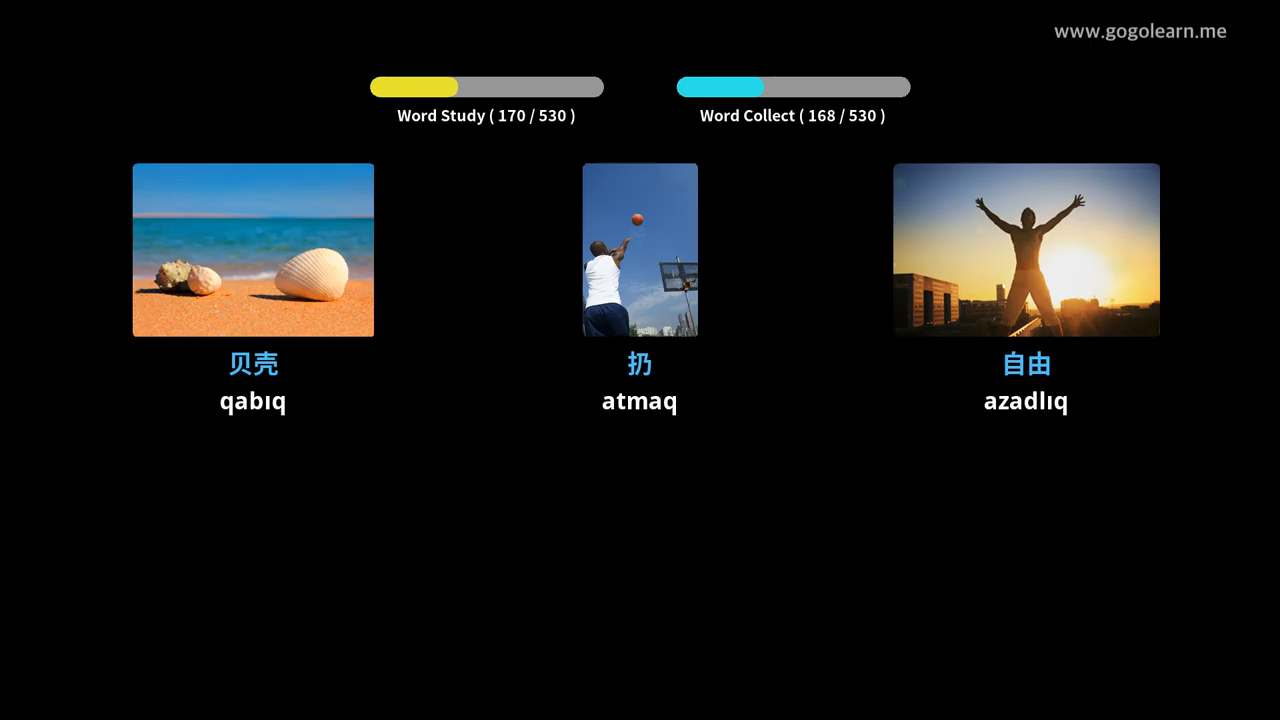 www.gogolearn.me
Word Study ( 170 / 530 )
Word Collect ( 168 / 530 )
贝壳
扔
自由
qabıq
atmaq
azadlıq